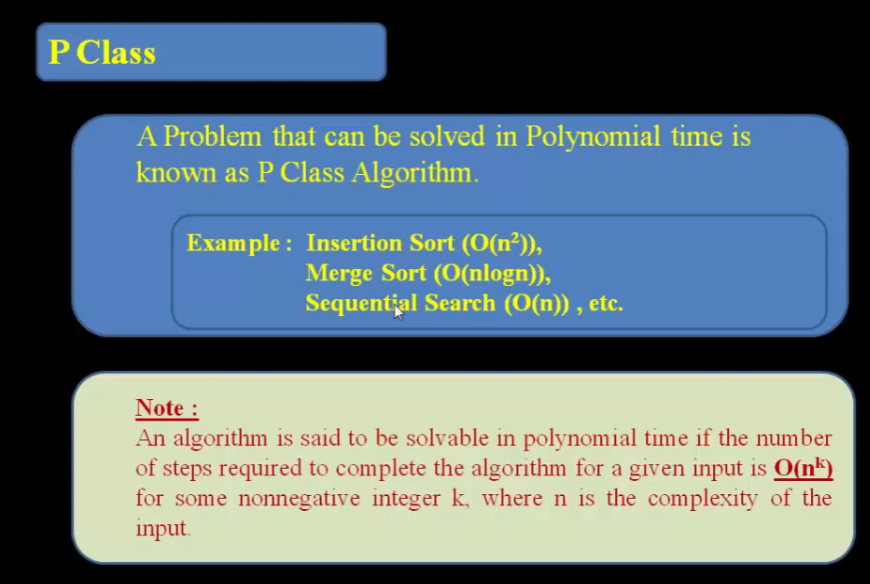 P Class
A Problem that can be solved in Polynomial time is
known as P Class Algorithm.
Example : Insertion Sort (O(n²)),
Merge Sort (O(nlogn)),
Sequential Search (O(n)) , etc.
Note :
An algorithm is said to be solvable in polynomial time if the number
of steps required to complete the algorithm for a given input is O(nᵏ)
for some nonnegative integer k, where n is the complexity of the
input.